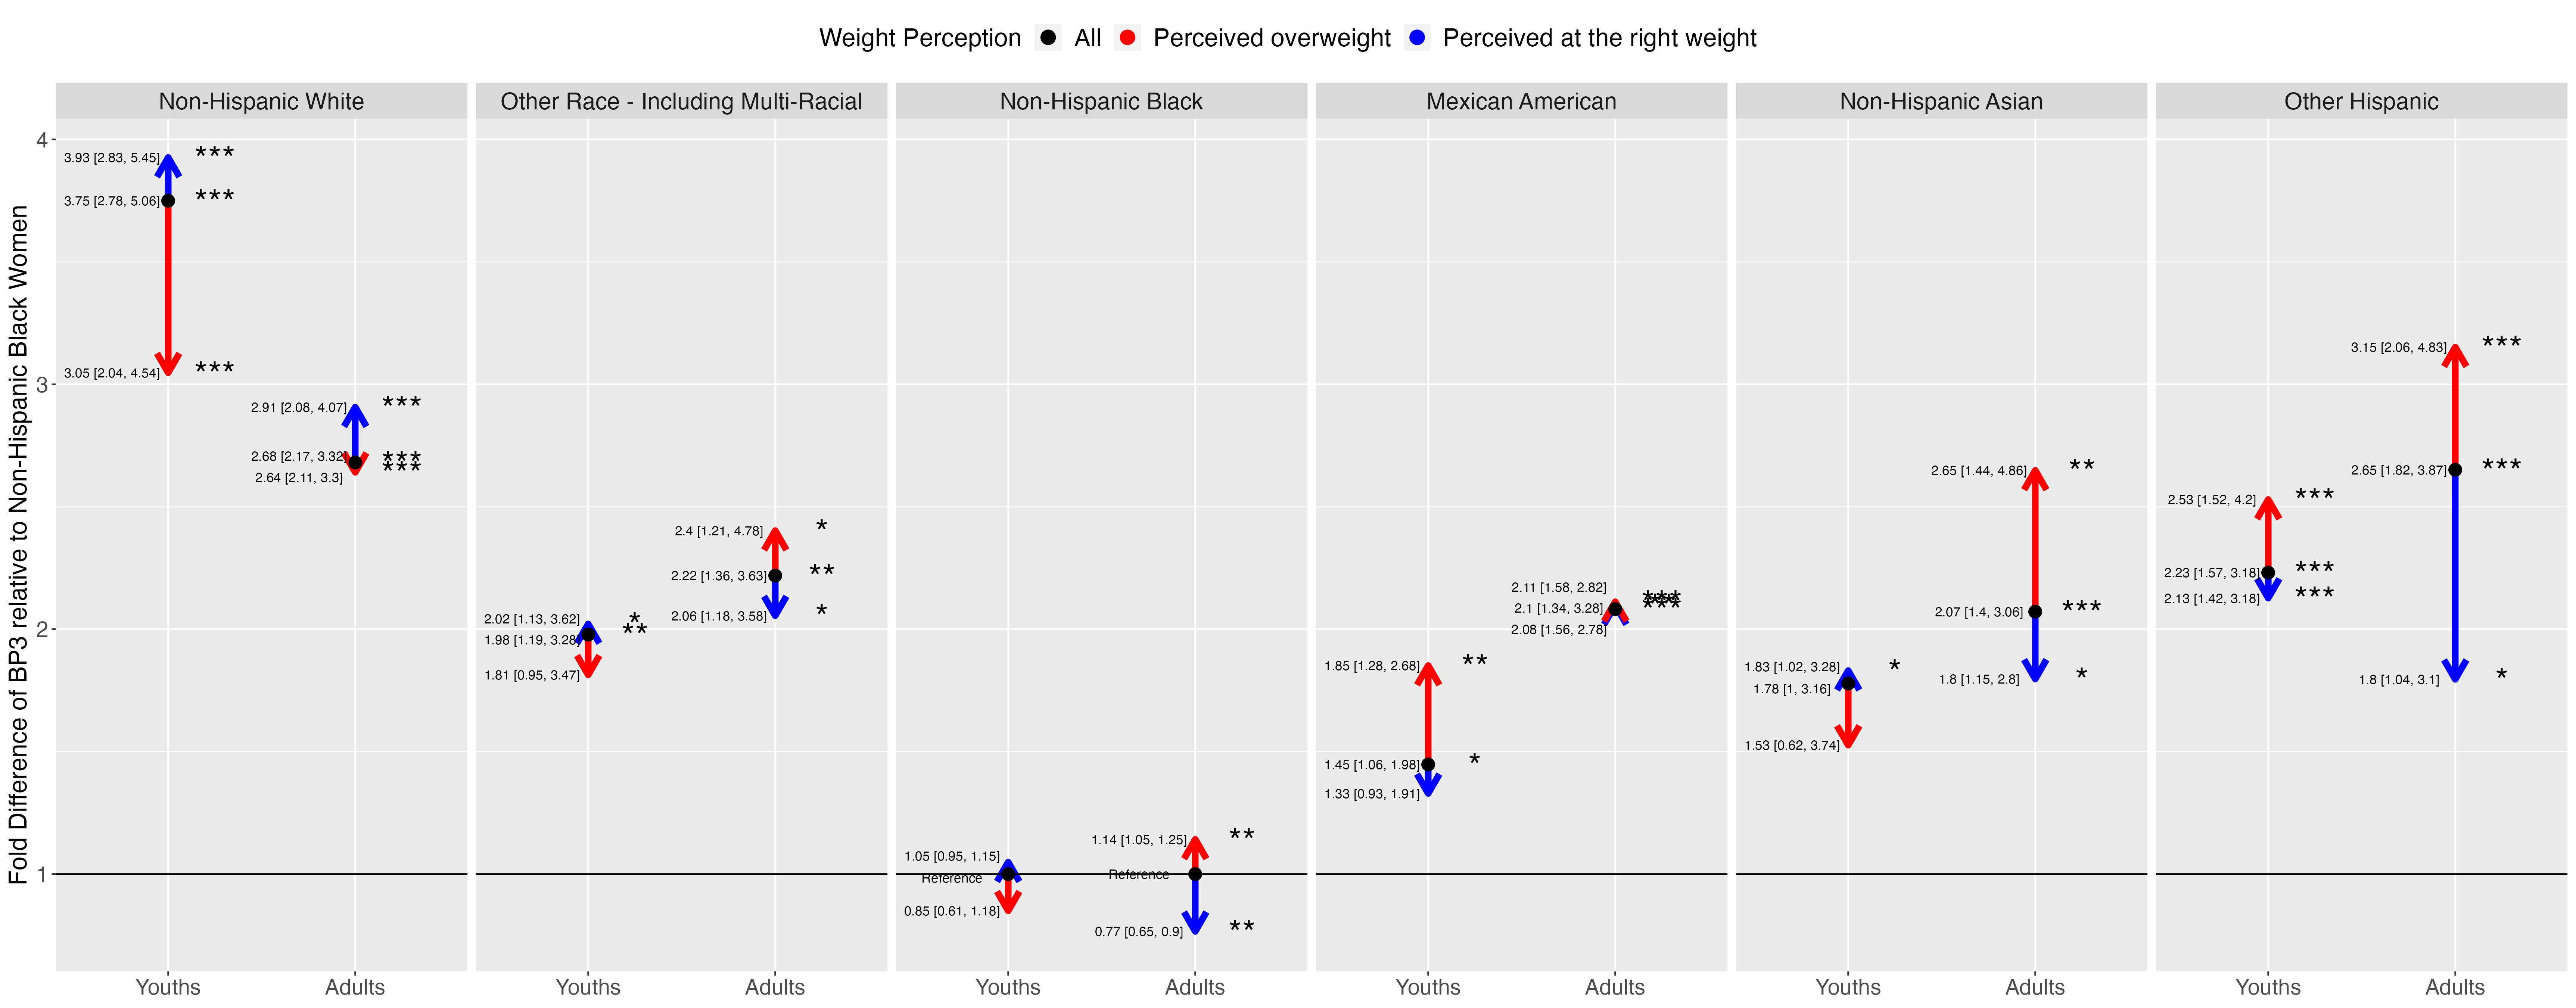 Weight Perception All Perceived overweight Perceived at the right weight
Fold Difference of BP3 relative to Non-Hispanic Black Women
4
3
2
1
Non-Hispanic White
3.93 [2.83, 5.45] ***
3.75 [2.78, 5.06] ***
3.05 [2.04, 4.54] ***
2.91 [2.08, 4.07] ***
2.68 [2.17, 3.32] ***
2.64 [2.11, 3.3] ***
Youths Adults
Other Race - Including Multi-Racial
2.02 [1.13, 3.62] *
1.98 [1.19, 3.28] **
1.81 [0.95, 3.47]
2.4 [1.21, 4.78] *
2.22 [1.36, 3.63] **
2.06 [1.18, 3.58] *
Youths Adults
Non-Hispanic Black
1.05 [0.95, 1.15]
Reference
0.85 [0.61, 1.18]
1.14 [1.05, 1.25] **
Reference
0.77 [0.65, 0.9] **
Youths Adults
Mexican American
1.85 [1.28, 2.68] **
1.45 [1.06, 1.98] *
1.33 [0.93, 1.91]
2.11 [1.58, 2.82] ***
2.1 [1.34, 3.28] **
2.08 [1.56, 2.78] ***
Youths Adults
Non-Hispanic Asian
1.83 [1.02, 3.28] *
1.78 [1, 3.16]
1.53 [0.62, 3.74]
2.65 [1.44, 4.86] **
2.07 [1.4, 3.06] ***
1.8 [1.15, 2.8] *
Youths Adults
Other Hispanic
2.53 [1.52, 4.2] ***
2.23 [1.57, 3.18] ***
2.13 [1.42, 3.18] ***
3.15 [2.06, 4.83] ***
2.65 [1.82, 3.87] ***
1.8 [1.04, 3.1] *
Youths Adults